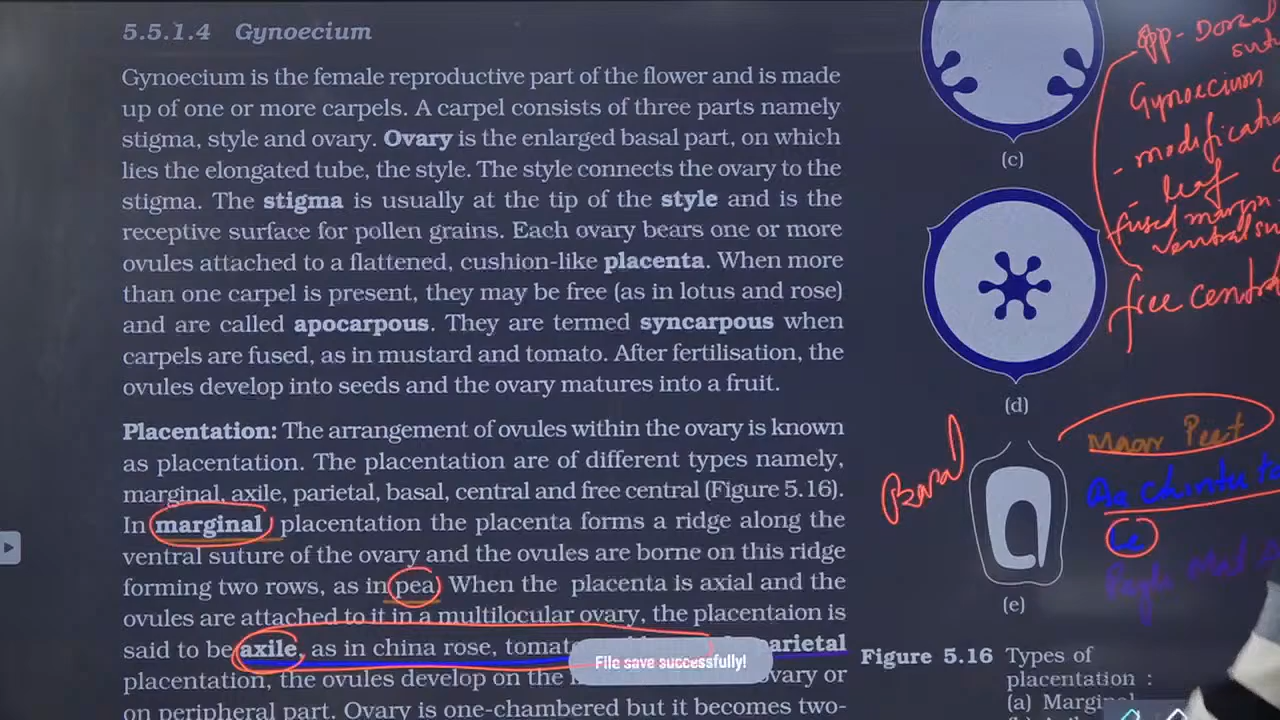 5.5.1.4 Gynoecium
Gynoecium is the female reproductive part of the flower and is made
up of one or more carpels. A carpel consists of three parts namely
stigma, style and ovary. Ovary is the enlarged basal part, on which
lies the elongated tube, the style. The style connects the ovary to the
stigma. The stigma is usually at the tip of the style and is the
receptive surface for pollen grains. Each ovary bears one or more
ovules attached to a flattened, cushion-like placenta. When more
than one carpel is present, they may be free (as in lotus and rose)
and are called apocarpous. They are termed syncarpous when
carpels are fused, as in mustard and tomato. After fertilisation, the
ovules develop into seeds and the ovary matures into a fruit.
Placentation: The arrangement of ovules within the ovary is known
as placentation. The placentation are of different types namely,
marginal, axile, parietal, basal, central and free central (Figure 5.16).
In marginal placentation the placenta forms a ridge along the
ventral suture of the ovary and the ovules are borne on this ridge
forming two rows, as in pea. When the placenta is axial and the
ovules are attached to it in a multilocular ovary, the placentaion is
said to be axile, as in china rose, parietal
placentation, the ovules develop on the ovary or
on peripheral part. Ovary is one-chambered but it becomes two-
File save successfully!
(c)
(d)
(e)
Figure 5.16 Types of
placentation :
(a)
opp - Dorsal
Gynoecium
- 
leaf
fused margin
free
Basal